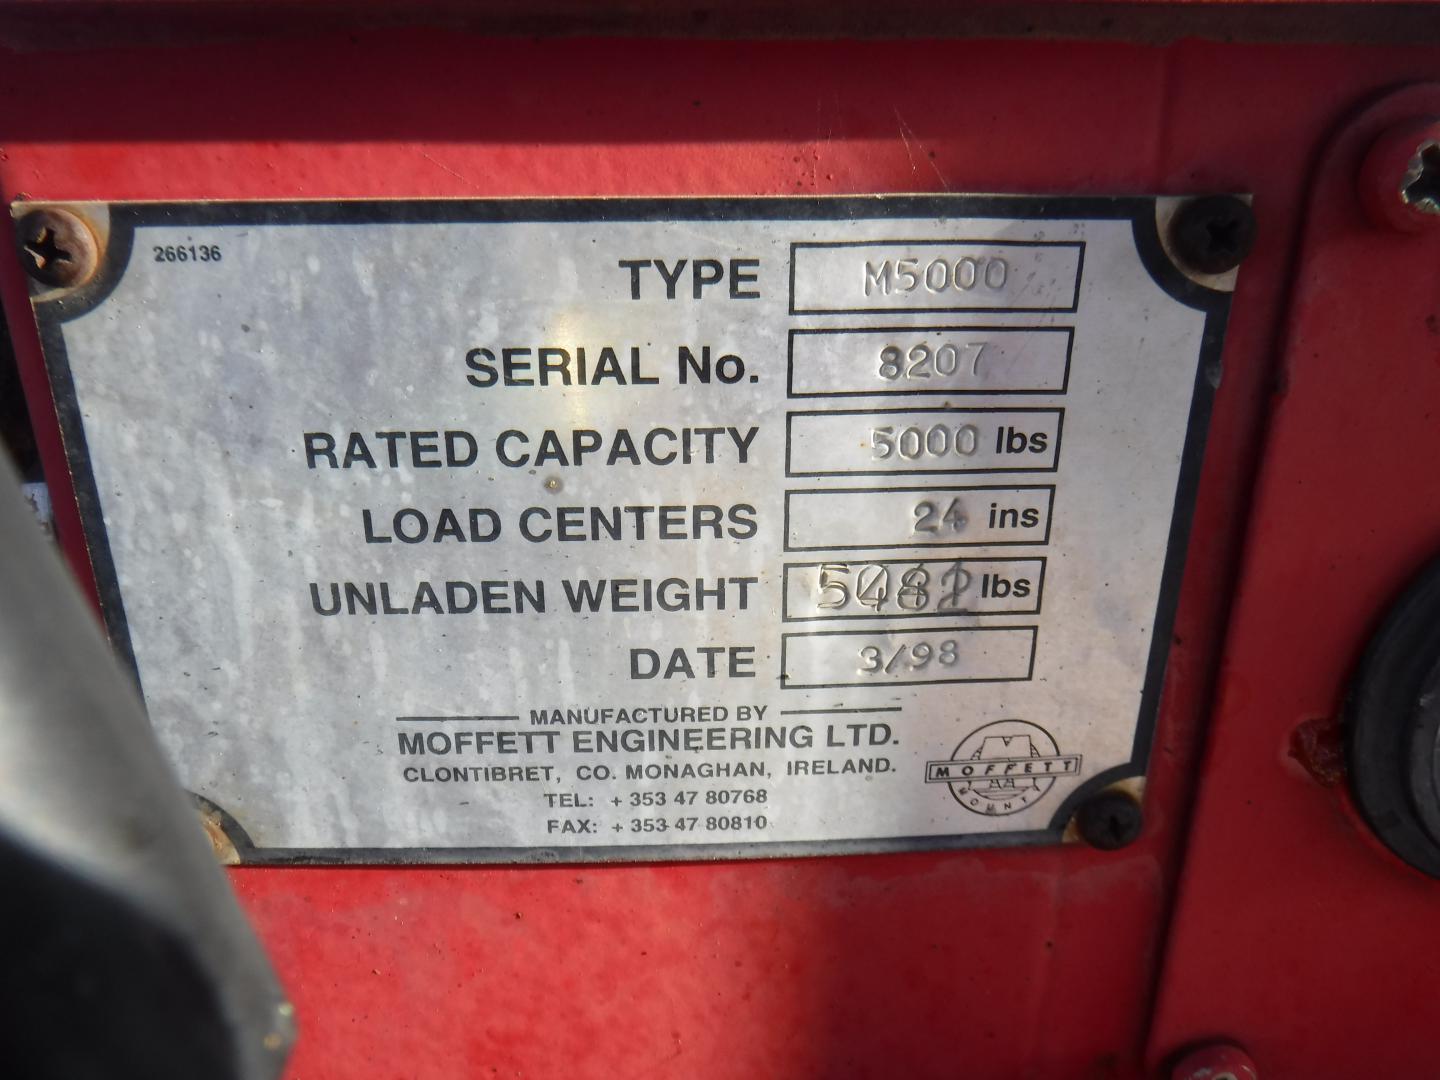 266136
TYPE M5000
SERIAL No. 8207
RATED CAPACITY 5000 lbs
LOAD CENTERS 24 ins
UNLADEN WEIGHT lbs
DATE 3/98
MANUFACTURED BY
MOFFETT ENGINEERING LTD.
CLONTIBRET, CO. MONAGHAN, IRELAND.
TEL: + 353 47 80768
FAX: + 353 47 80810
MOFFETT
MOUNTY